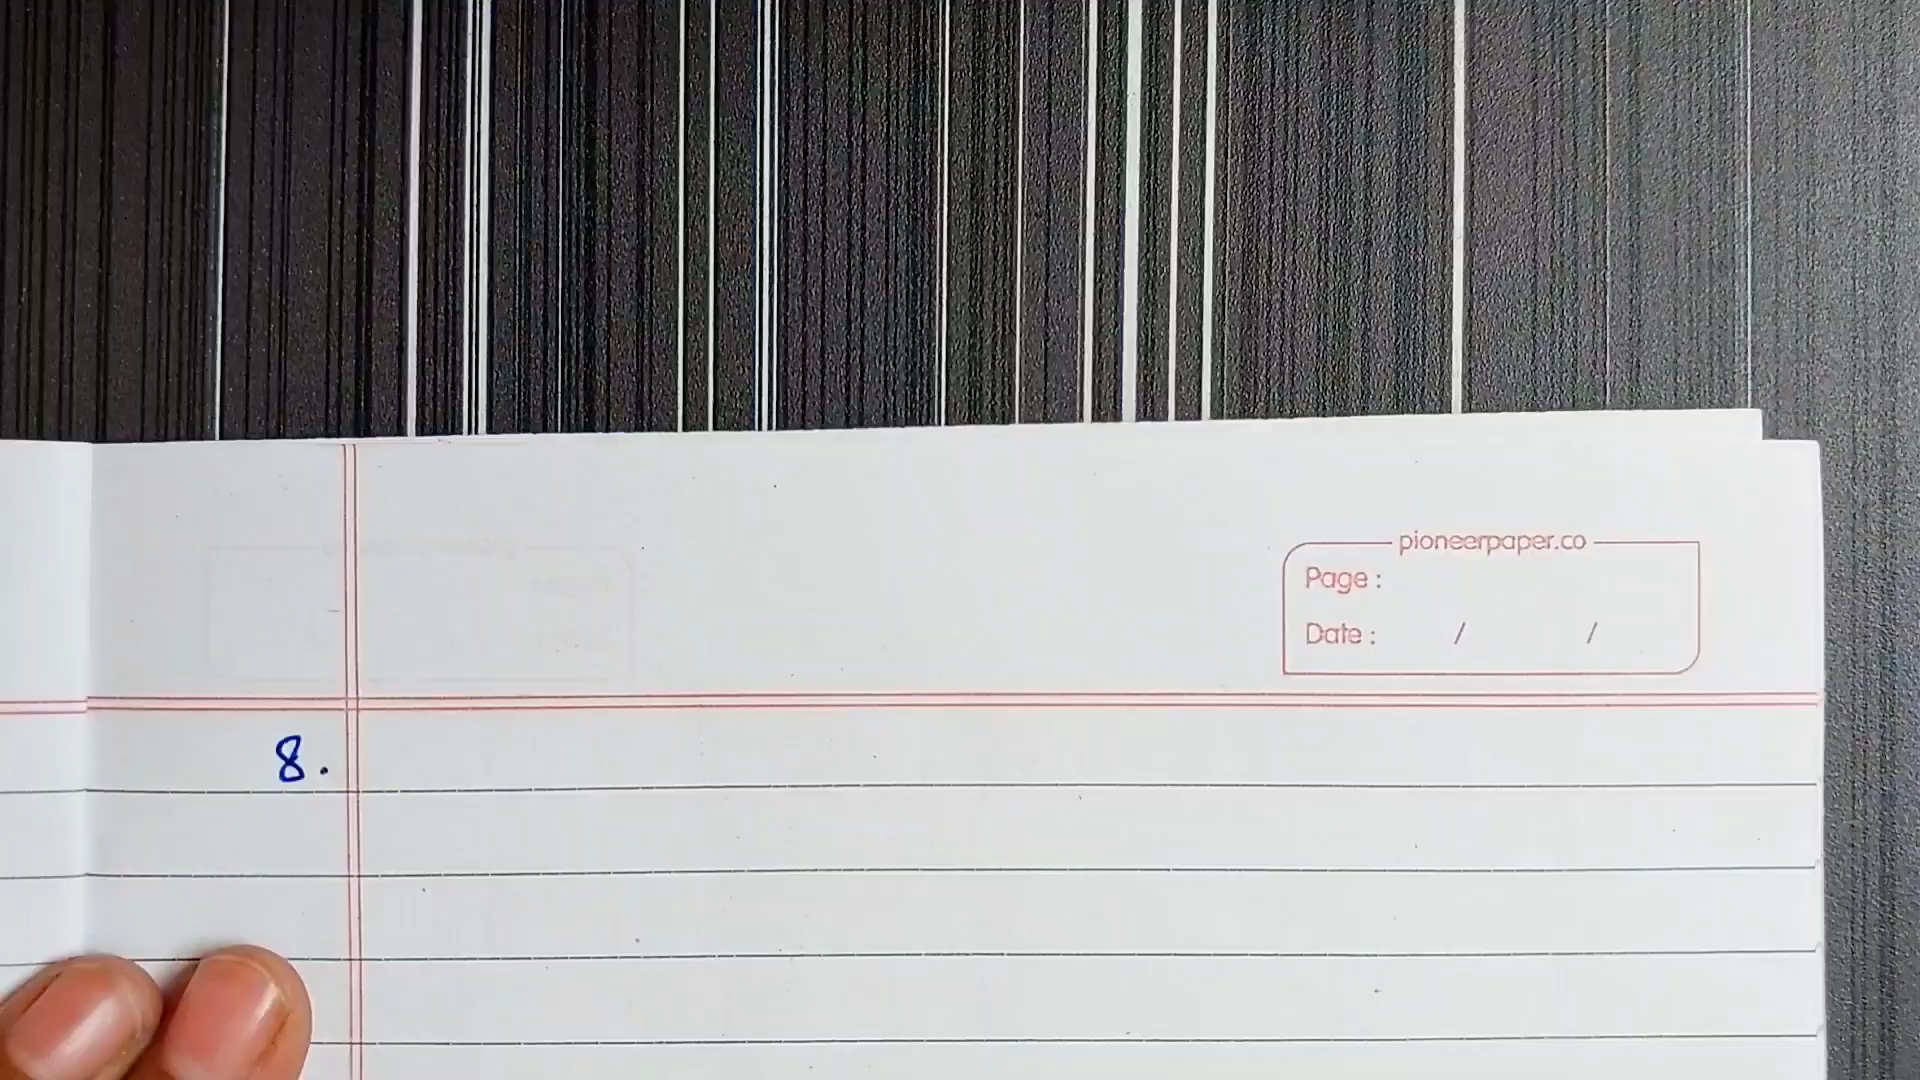 pioneerpaper.co
Page :
Date : / /
8.